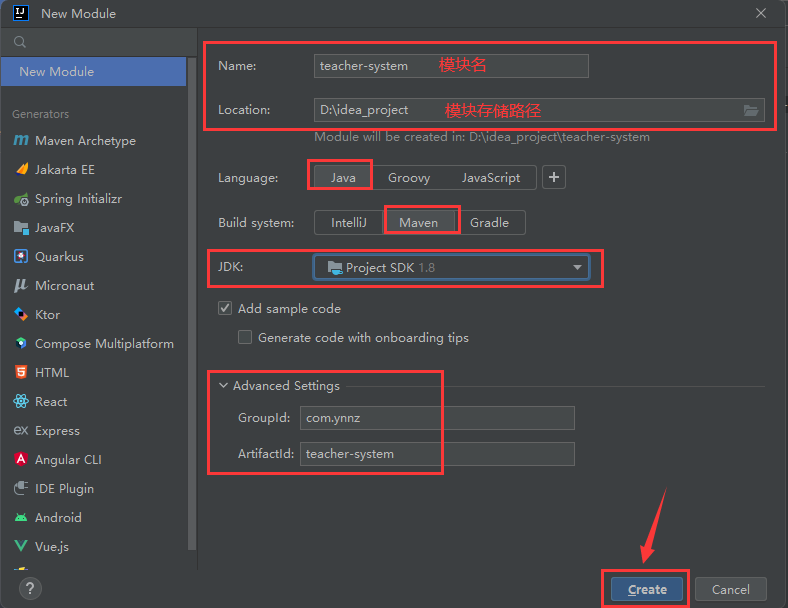 New Module
New Module
Generators
Maven Archetype
Jakarta EE
Spring Initializr
JavaFX
Quarkus
Micronaut
Ktor
Compose Multiplatform
HTML
React
Express
Angular CLI
IDE Plugin
Android
Vue.js
Name: teacher-system 模块名
Location: D:\idea_project 模块存储路径
Module will be created in: D:\idea_project\teacher-system
Language: Java Groovy JavaScript +
Build system: IntelliJ Maven Gradle
JDK: Project SDK 1.8
Add sample code
Generate code with onboarding tips
Advanced Settings
GroupId: com.ynnz
ArtifactId: teacher-system
? Create Cancel